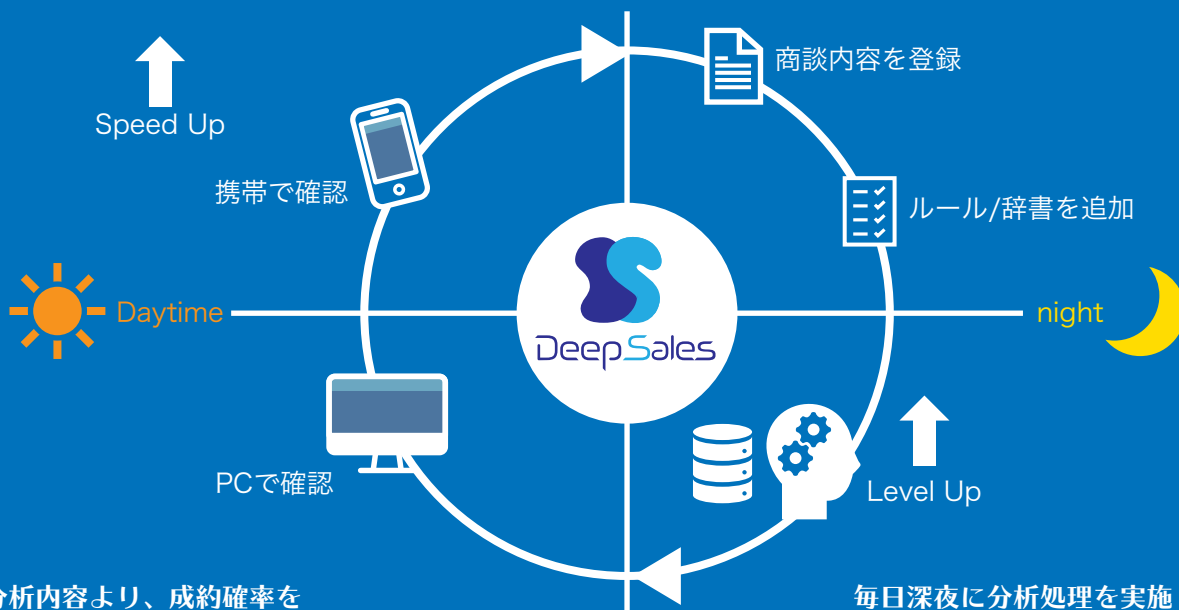 商談内容を登録
Speed Up
携帯で確認
ルール/辞書を追加
Daytime
night
DeepSales
PCで確認
Level Up
分析内容より、成約確率を
毎日深夜に分析処理を実施